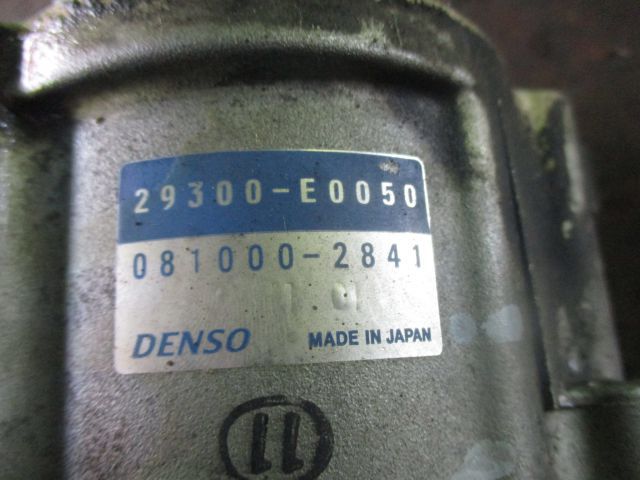 29300-E0050
081000-2841
DENSO MADE IN JAPAN
11